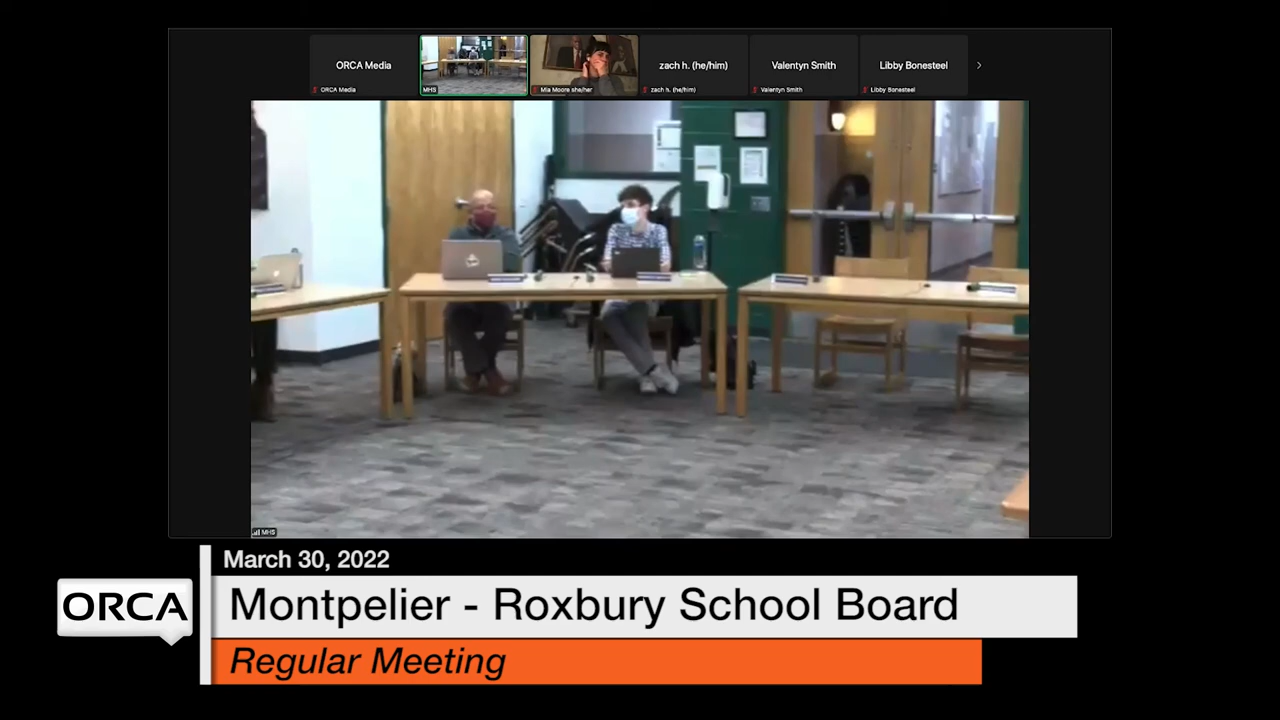 ORCA Media
zach h. (he/him)
Valentyn Smith
Libby Bonesteel
ORCA Media
MHS
Mia Moore she/her
zach h. (he/him)
Valentyn Smith
Libby Bonesteel
MHS
March 30, 2022
ORCA
Montpelier - Roxbury School Board
Regular Meeting